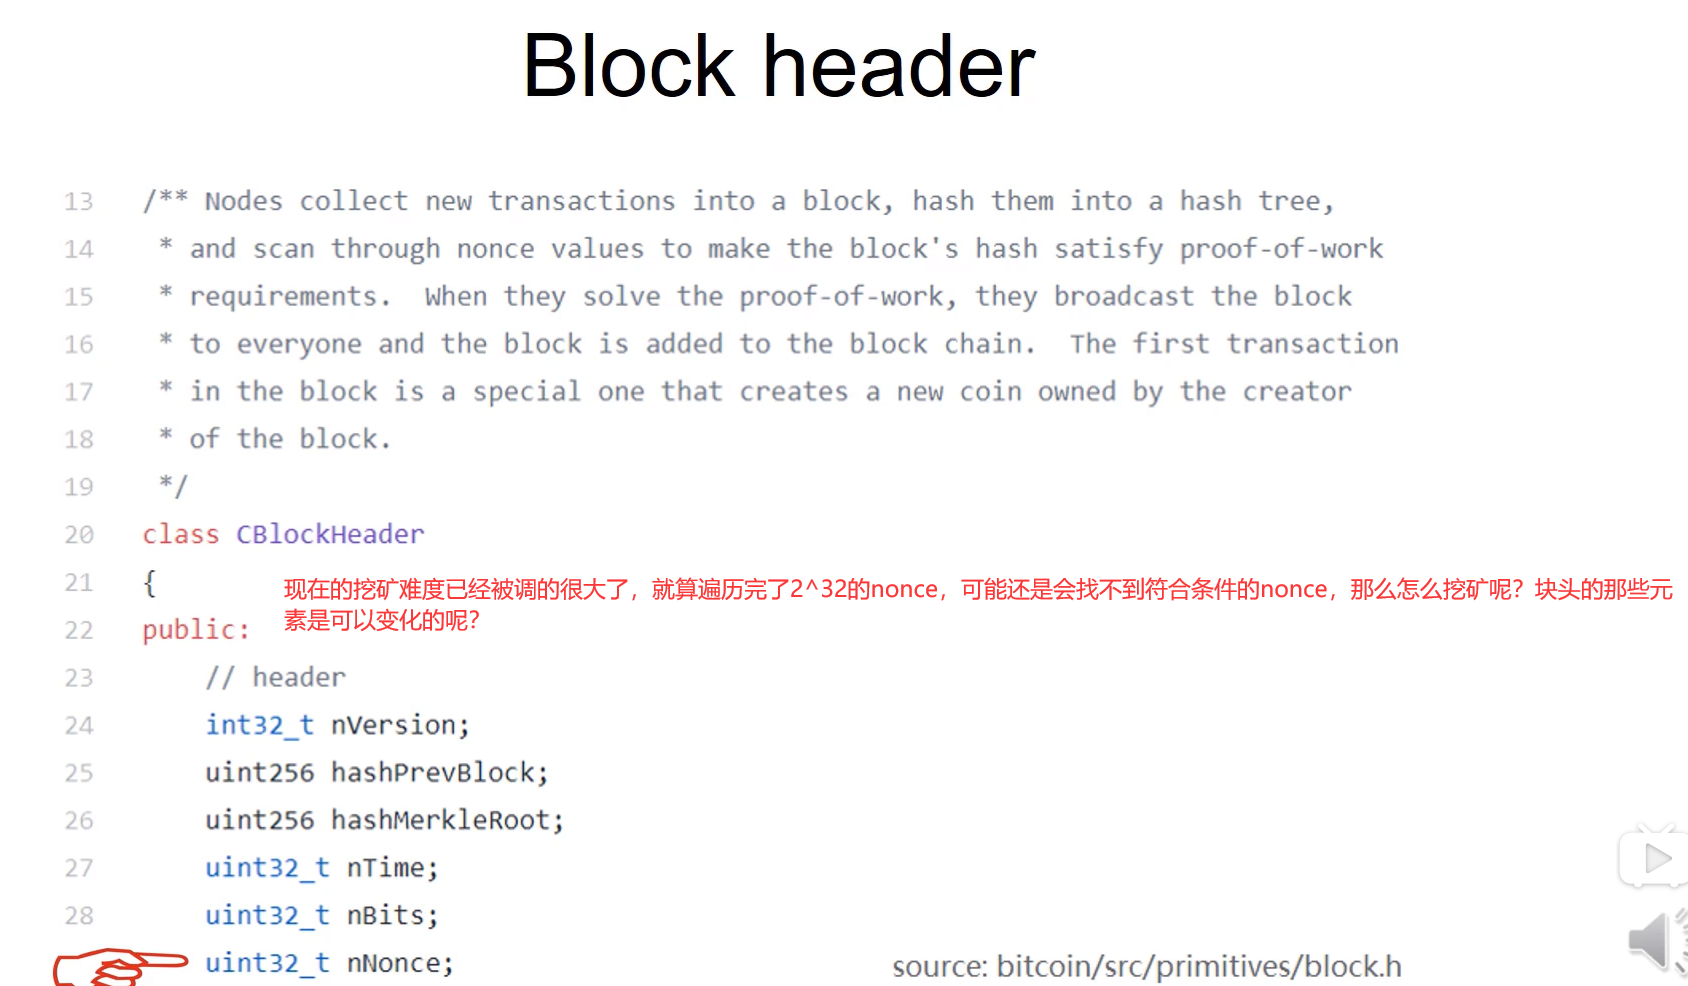 Block header
13 /** Nodes collect new transactions into a block, hash them into a hash tree,
14 * and scan through nonce values to make the block's hash satisfy proof-of-work
15 * requirements.  When they solve the proof-of-work, they broadcast the block
16 * to everyone and the block is added to the block chain.  The first transaction
17 * in the block is a special one that creates a new coin owned by the creator
18 * of the block.
19 */
20 class CBlockHeader
21 {
现在的挖矿难度已经被调的很大了，就算遍历完了2^32的nonce，可能还是会找不到符合条件的nonce，那么怎么挖矿呢？块头的那些元
素是可以变化的呢？
22 public:
23 // header
24 int32_t nVersion;
25 uint256 hashPrevBlock;
26 uint256 hashMerkleRoot;
27 uint32_t nTime;
28 uint32_t nBits;
uint32_t nNonce;
source: bitcoin/src/primitives/block.h